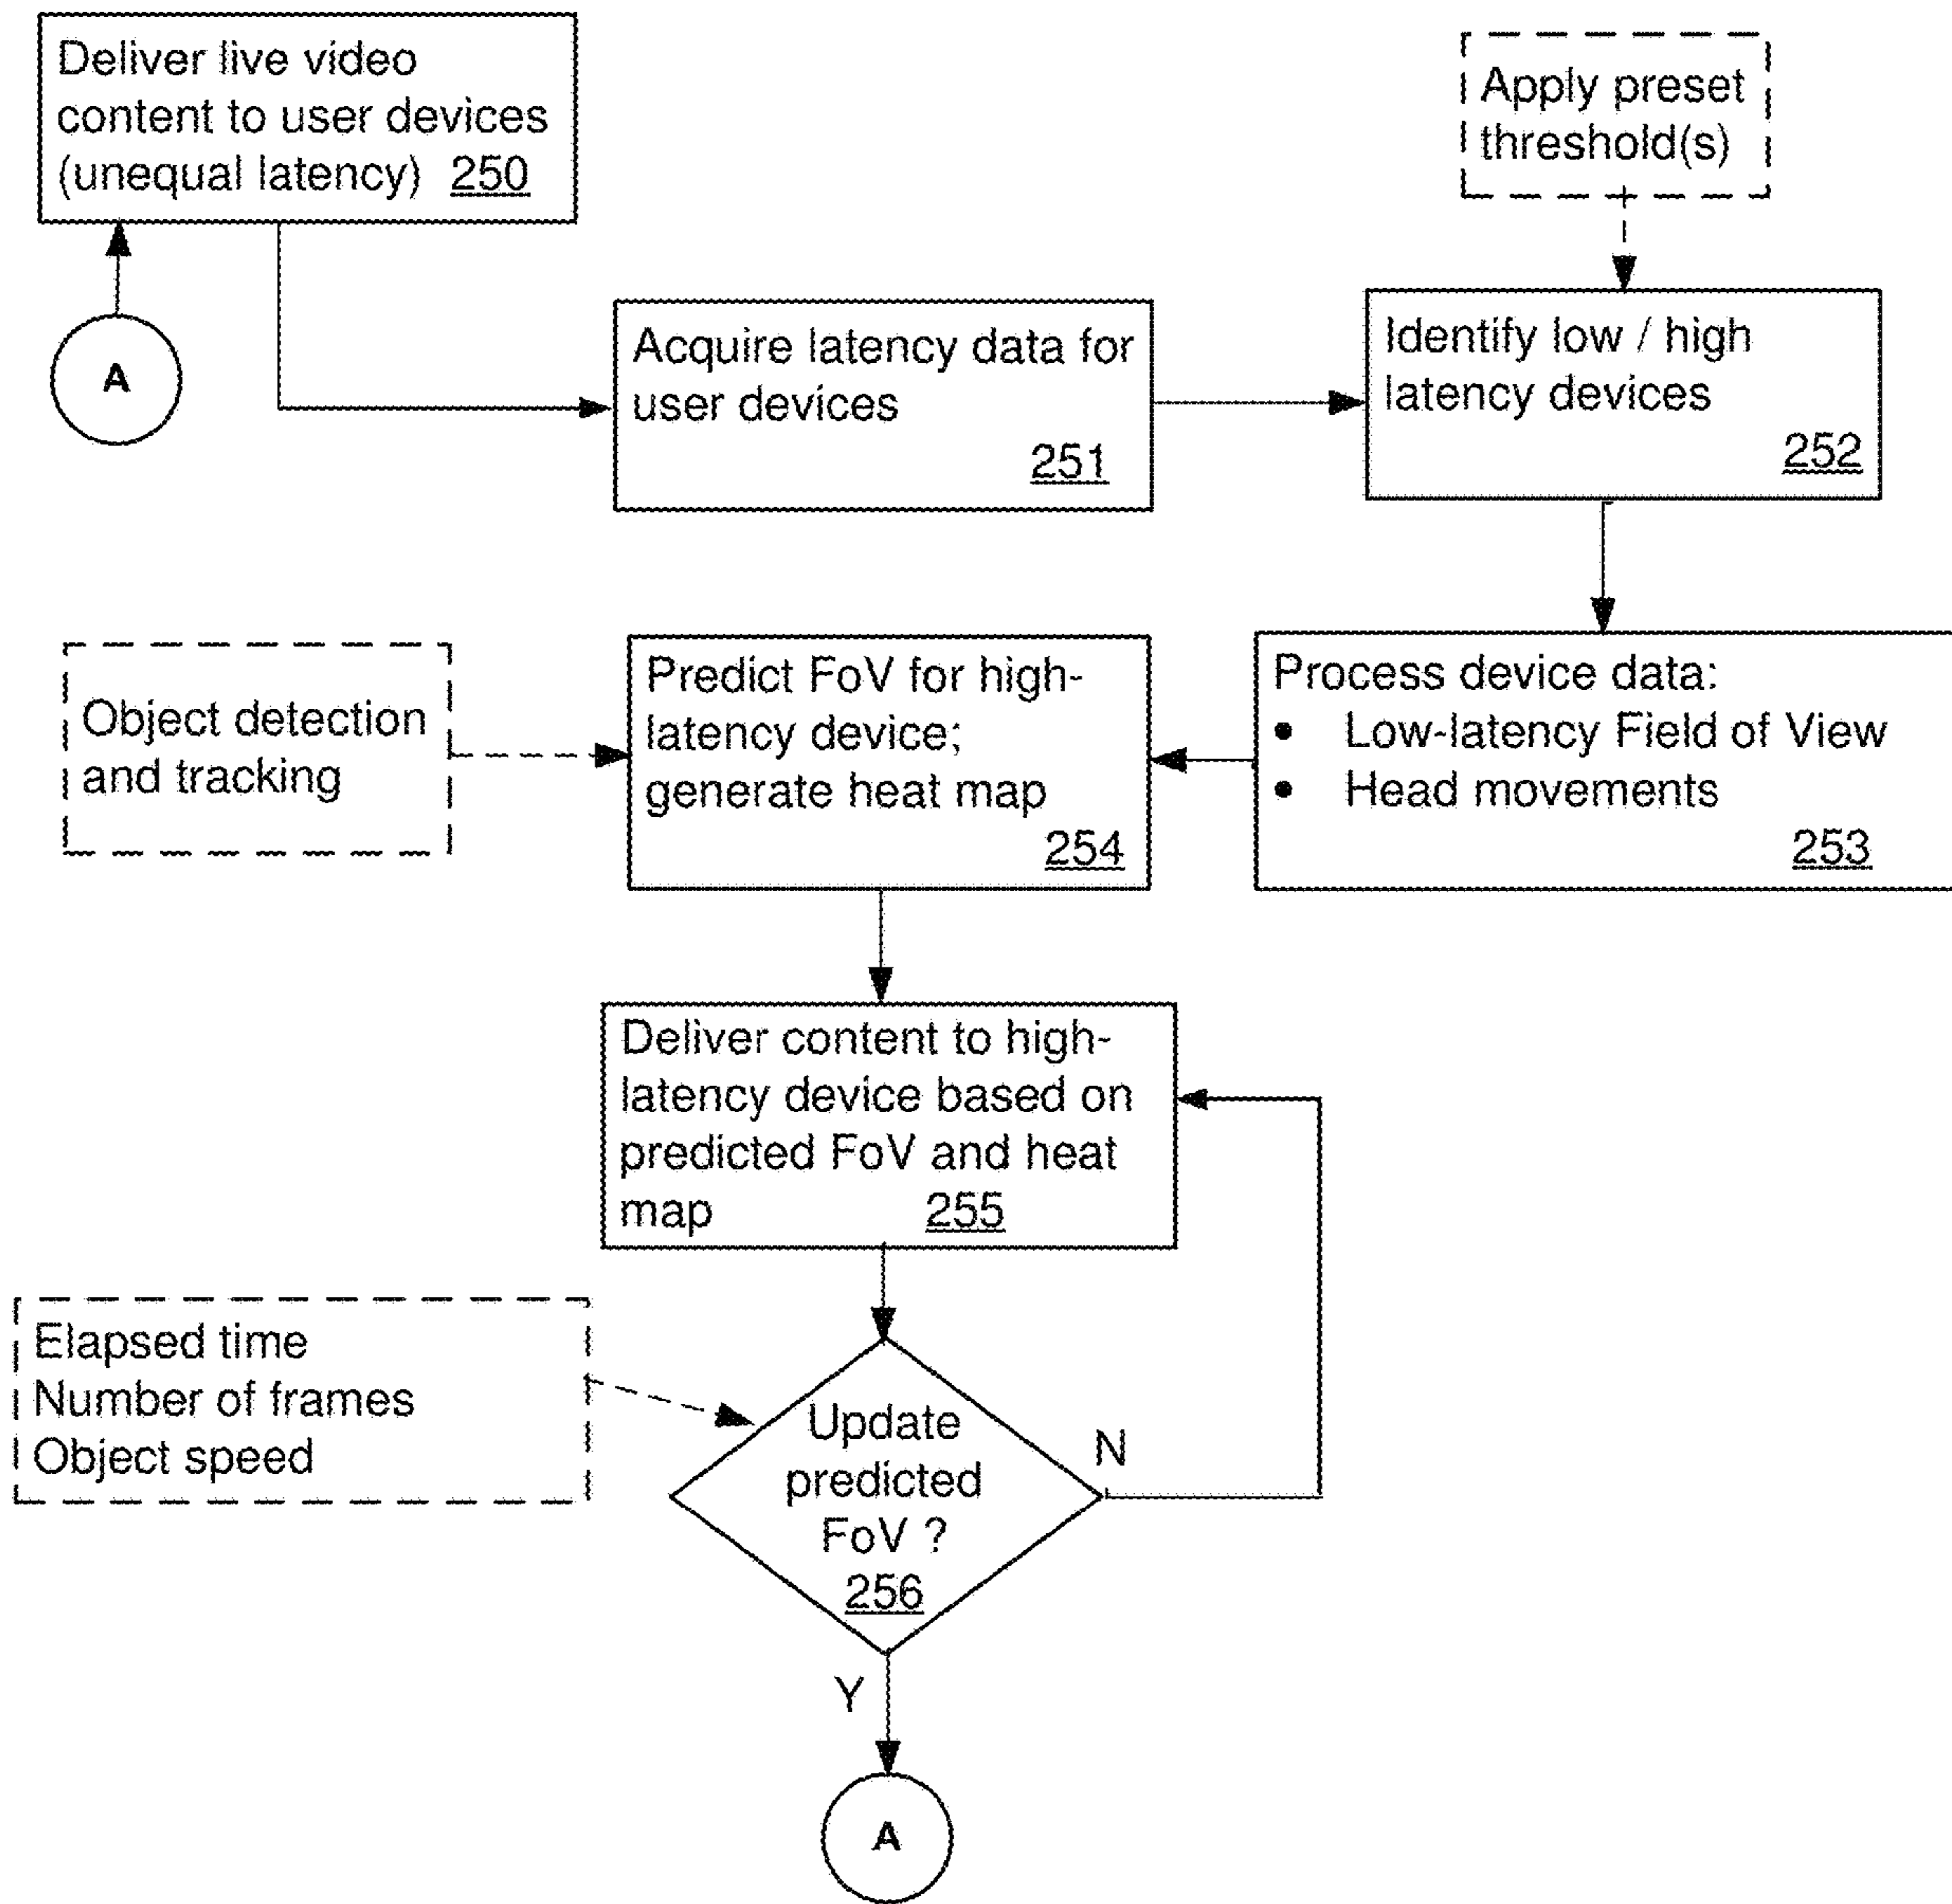 Deliver live video
content to user devices
(unequal latency) 250
Apply preset
threshold(s)
A
Acquire latency data for
user devices
251
Identify low / high
latency devices
252
Object detection
and tracking
Predict FoV for high-
latency device;
generate heat map
254
Process device data:
• Low-latency Field of View
• Head movements
253
Deliver content to high-
latency device based on
predicted FoV and heat
map 255
Elapsed time
Number of frames
Object speed
Update
predicted
FoV ?
256
N
Y
A